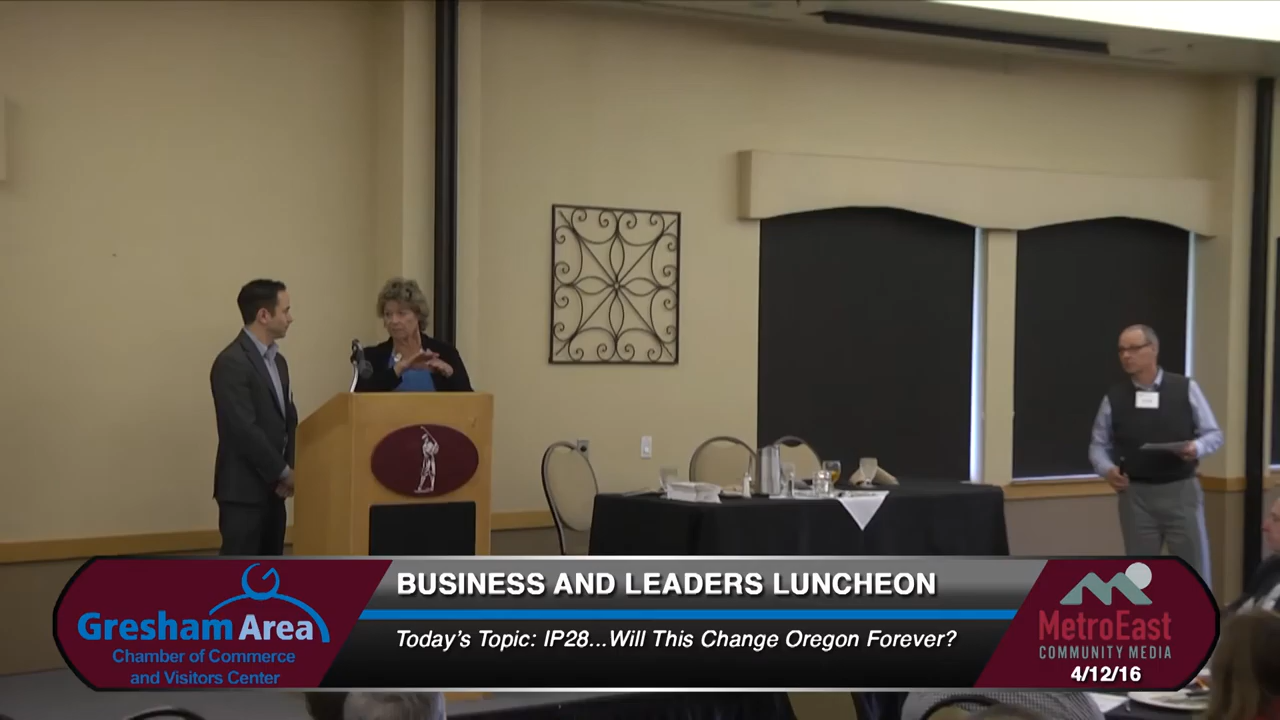 BUSINESS AND LEADERS LUNCHEON
Today's Topic: IP28...Will This Change Oregon Forever?
Gresham Area
Chamber of Commerce
and Visitors Center
MetroEast
COMMUNITY MEDIA
4/12/16